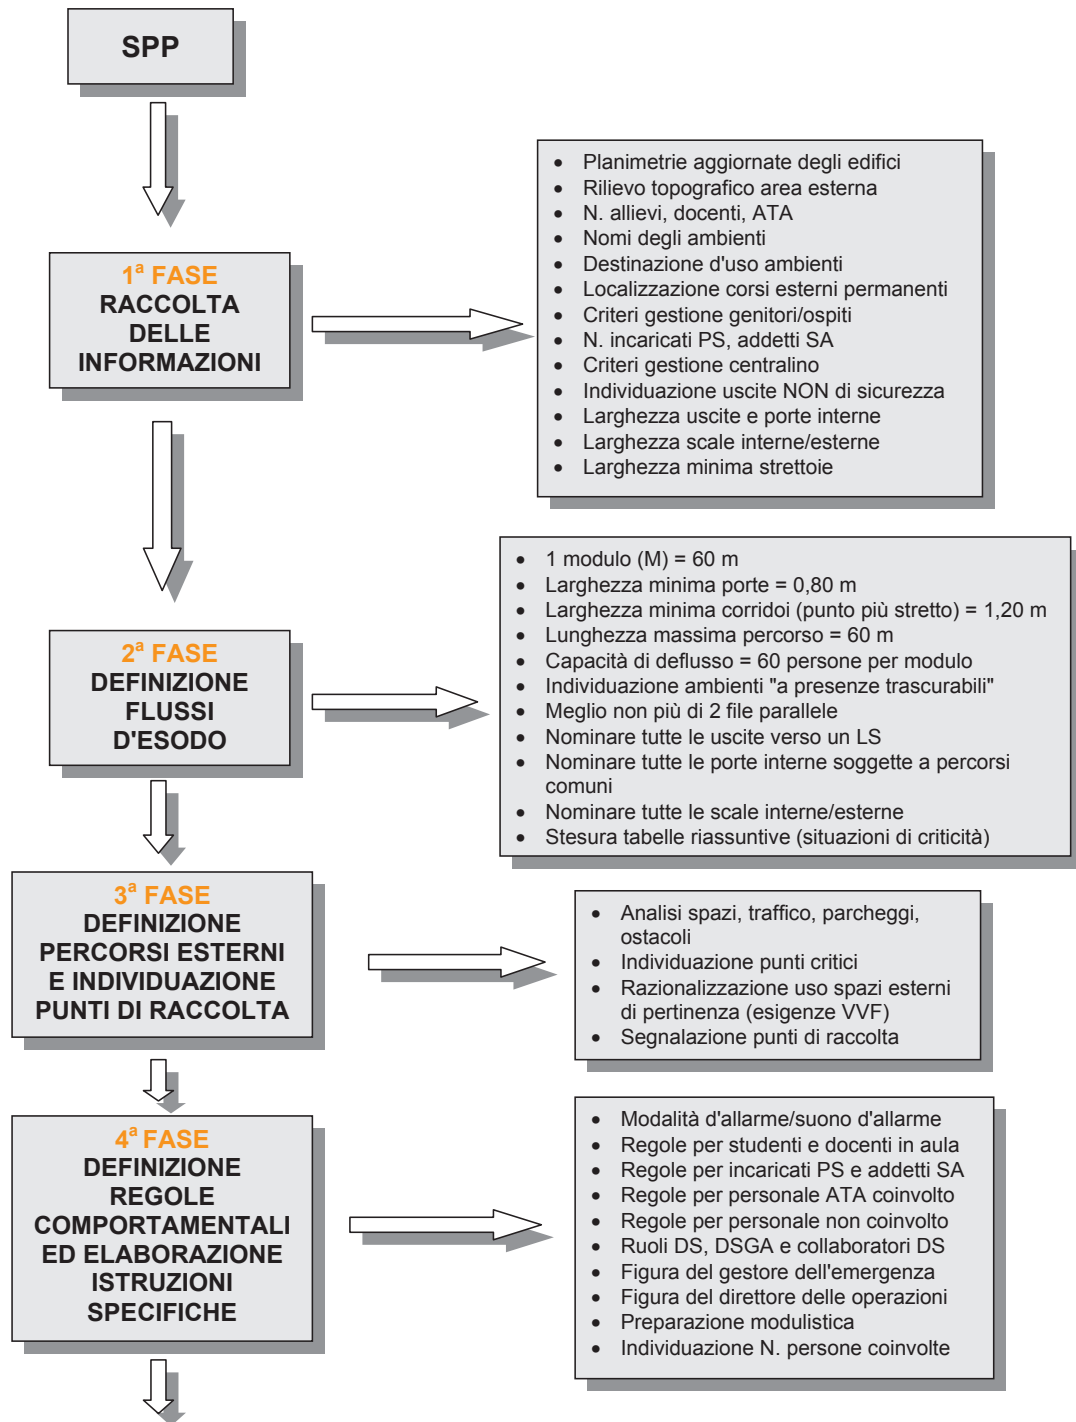 SPP
1ª FASE
RACCOLTA
DELLE
INFORMAZIONI
• Planimetrie aggiornate degli edifici
• Rilievo topografico area esterna
• N. allievi, docenti, ATA
• Nomi degli ambienti
• Destinazione d'uso ambienti
• Localizzazione corsi esterni permanenti
• Criteri gestione genitori/ospiti
• N. incaricati PS, addetti SA
• Criteri gestione centralino
• Individuazione uscite NON di sicurezza
• Larghezza uscite e porte interne
• Larghezza scale interne/esterne
• Larghezza minima strettoie
2ª FASE
DEFINIZIONE
FLUSSI
D'ESODO
• 1 modulo (M) = 60 m
• Larghezza minima porte = 0,80 m
• Larghezza minima corridoi (punto più stretto) = 1,20 m
• Lunghezza massima percorso = 60 m
• Capacità di deflusso = 60 persone per modulo
• Individuazione ambienti "a presenze trascurabili"
• Meglio non più di 2 file parallele
• Nominare tutte le uscite verso un LS
• Nominare tutte le porte interne soggette a percorsi
comuni
• Nominare tutte le scale interne/esterne
• Stesura tabelle riassuntive (situazioni di criticità)
3ª FASE
DEFINIZIONE
PERCORSI ESTERNI
E INDIVIDUAZIONE
PUNTI DI RACCOLTA
• Analisi spazi, traffico, parcheggi,
ostacoli
• Individuazione punti critici
• Razionalizzazione uso spazi esterni
di pertinenza (esigenze VVF)
• Segnalazione punti di raccolta
4ª FASE
DEFINIZIONE
REGOLE
COMPORTAMENTALI
ED ELABORAZIONE
ISTRUZIONI
SPECIFICHE
• Modalità d'allarme/suono d'allarme
• Regole per studenti e docenti in aula
• Regole per incaricati PS e addetti SA
• Regole per personale ATA coinvolto
• Regole per personale non coinvolto
• Ruoli DS, DSGA e collaboratori DS
• Figura del gestore dell'emergenza
• Figura del direttore delle operazioni
• Preparazione modulistica
• Individuazione N. persone coinvolte